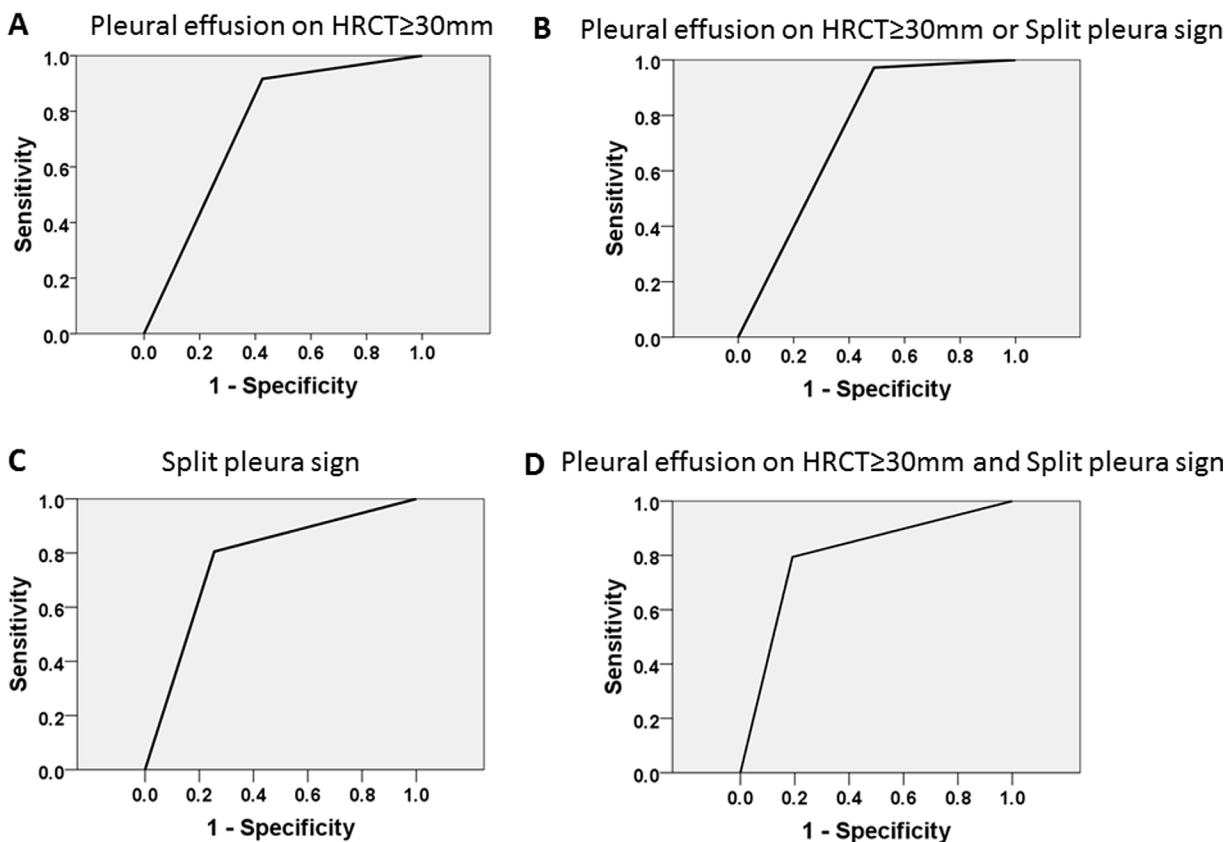 A Pleural effusion on HRCT≥30mm
1.0
0.8
0.6
0.4
0.2
0.0
Sensitivity
0.0 0.2 0.4 0.6 0.8 1.0
1 - Specificity
B Pleural effusion on HRCT≥30mm or Split pleura sign
1.0
0.8
0.6
0.4
0.2
0.0
Sensitivity
0.0 0.2 0.4 0.6 0.8 1.0
1 - Specificity
C Split pleura sign
1.0
0.8
0.6
0.4
0.2
0.0
Sensitivity
0.0 0.2 0.4 0.6 0.8 1.0
1 - Specificity
D Pleural effusion on HRCT≥30mm and Split pleura sign
1.0
0.8
0.6
0.4
0.2
0.0
Sensitivity
0.0 0.2 0.4 0.6 0.8 1.0
1 - Specificity